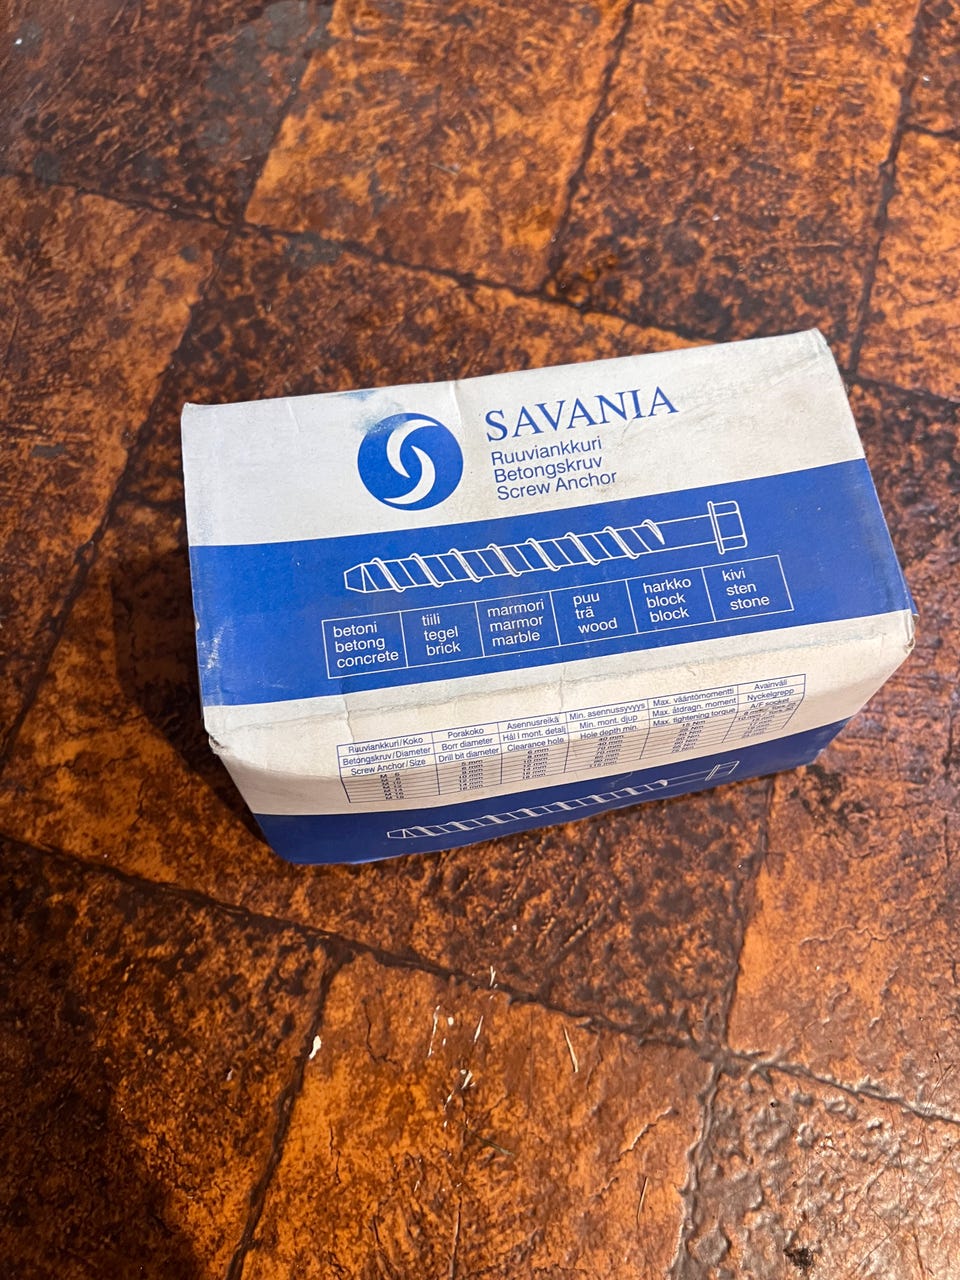 SAVANIA
Ruuviankkuri
Betongskruv
Screw Anchor
betoni
betong
concrete
tiili
tegel
brick
marmori
marmor
marble
puu
trä
wood
harkko
block
block
kivi
sten
stone
Ruuviankkuri/Koko
Betongskruv/Diameter
Screw Anchor/Size
Porakoko
Borr diameter
Drill bit diameter
Asennusreikä
Hål i mont. detalj
Clearance hole
Min. asennussyvyys
Min. mont. djup
Hole depth min.
Max. vääntömomentti
Max. åtdragn. moment
Max. tightening torque
Avainväli
Nyckelgrepp
A/F socket